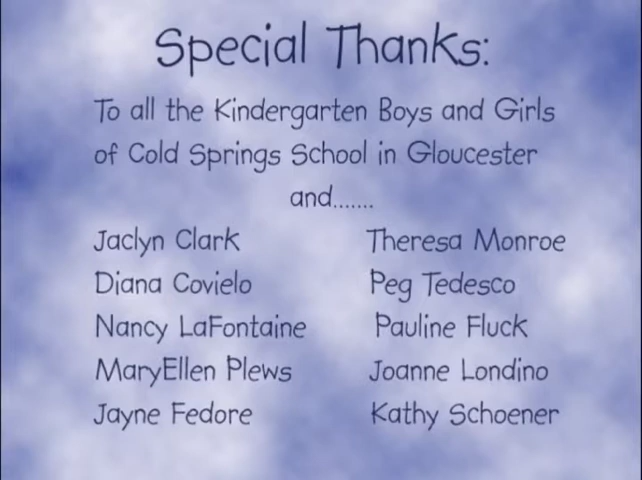 Special Thanks:
To all the Kindergarten Boys and Girls
of Cold Springs School in Gloucester
and.......
Jaclyn Clark
Theresa Monroe
Diana Covielo
Peg Tedesco
Nancy LaFontaine
Pauline Fluck
MaryEllen Plews
Joanne Londino
Jayne Fedore
Kathy Schoener